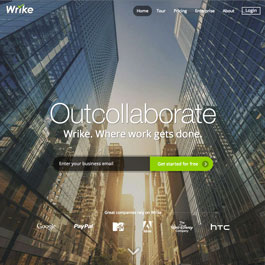 Wrike
Home Tour Pricing Enterprise About Login
Outcollaborate
Wrike. Where work gets done.
Enter your business email Get started for free
Great companies rely on Wrike
Google PayPal MTV Adobe The Walt Disney Company hTC